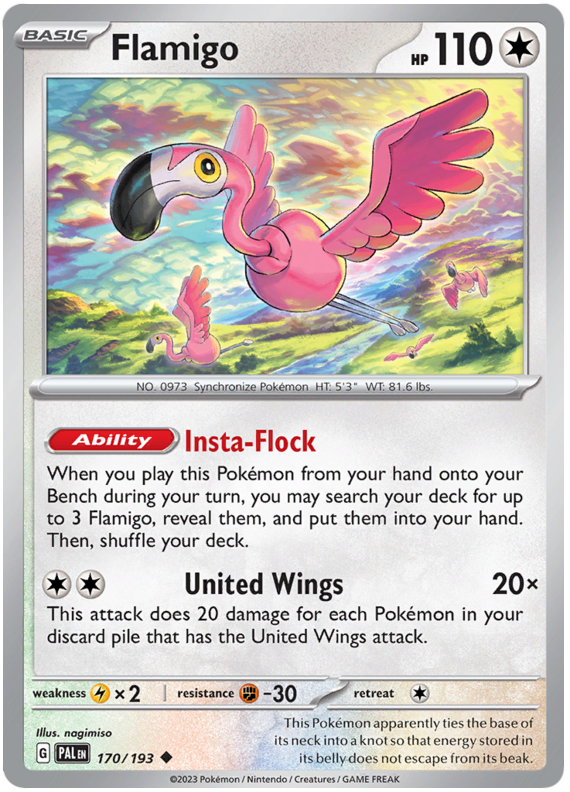 BASIC Flamigo HP 110
NO. 0973 Synchronize Pokémon HT: 5'3" WT: 81.6 lbs.
Ability Insta-Flock
When you play this Pokémon from your hand onto your
Bench during your turn, you may search your deck for up
to 3 Flamigo, reveal them, and put them into your hand.
Then, shuffle your deck.
United Wings 20×
This attack does 20 damage for each Pokémon in your
discard pile that has the United Wings attack.
weakness ×2 resistance -30 retreat
Illus. nagimiso
G PAL EN 170/193
This Pokémon apparently ties the base of
its neck into a knot so that energy stored in
its belly does not escape from its beak.
©2023 Pokémon / Nintendo / Creatures / GAME FREAK